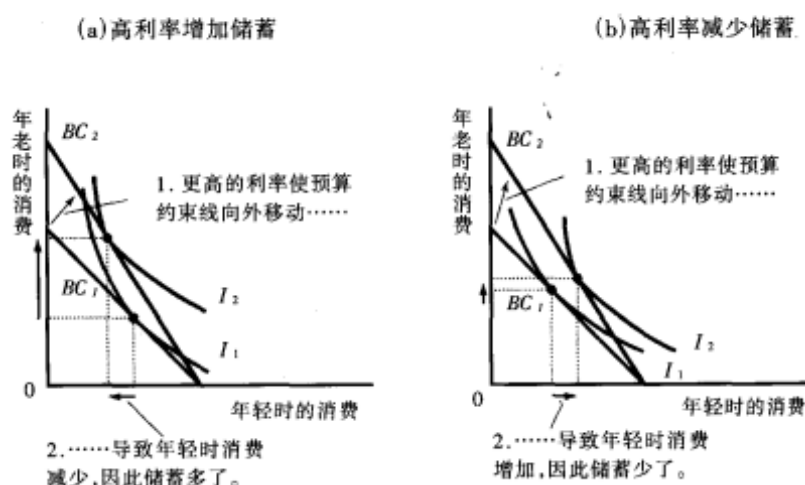 (a)高利率增加储蓄
年老时的消费
BC2
1. 更高的利率使预算
约束线向外移动……
BC1
I2
I1
0
年轻时的消费
2.……导致年轻时消费
减少,因此储蓄多了。
(b)高利率减少储蓄
年老时的消费
BC2
1. 更高的利率使预算
约束线向外移动……
BC1
I2
I1
0
年轻时的消费
2.……导致年轻时消费
增加,因此储蓄少了。